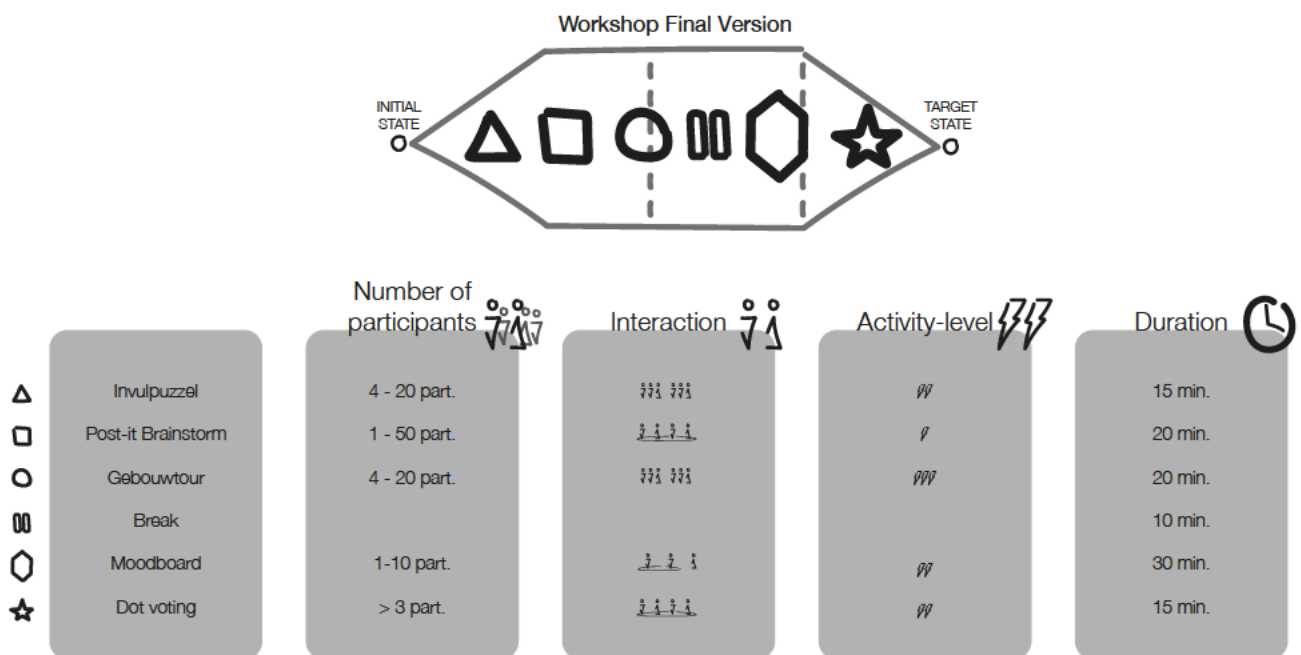 Workshop Final Version
INITIAL
STATE
TARGET
STATE
Number of
participants
Interaction
Activity-level
Duration
Invulpuzzel
4 - 20 part.
15 min.
Post-it Brainstorm
1 - 50 part.
20 min.
Gebouwtour
4 - 20 part.
20 min.
Break
10 min.
Moodboard
1-10 part.
30 min.
Dot voting
> 3 part.
15 min.